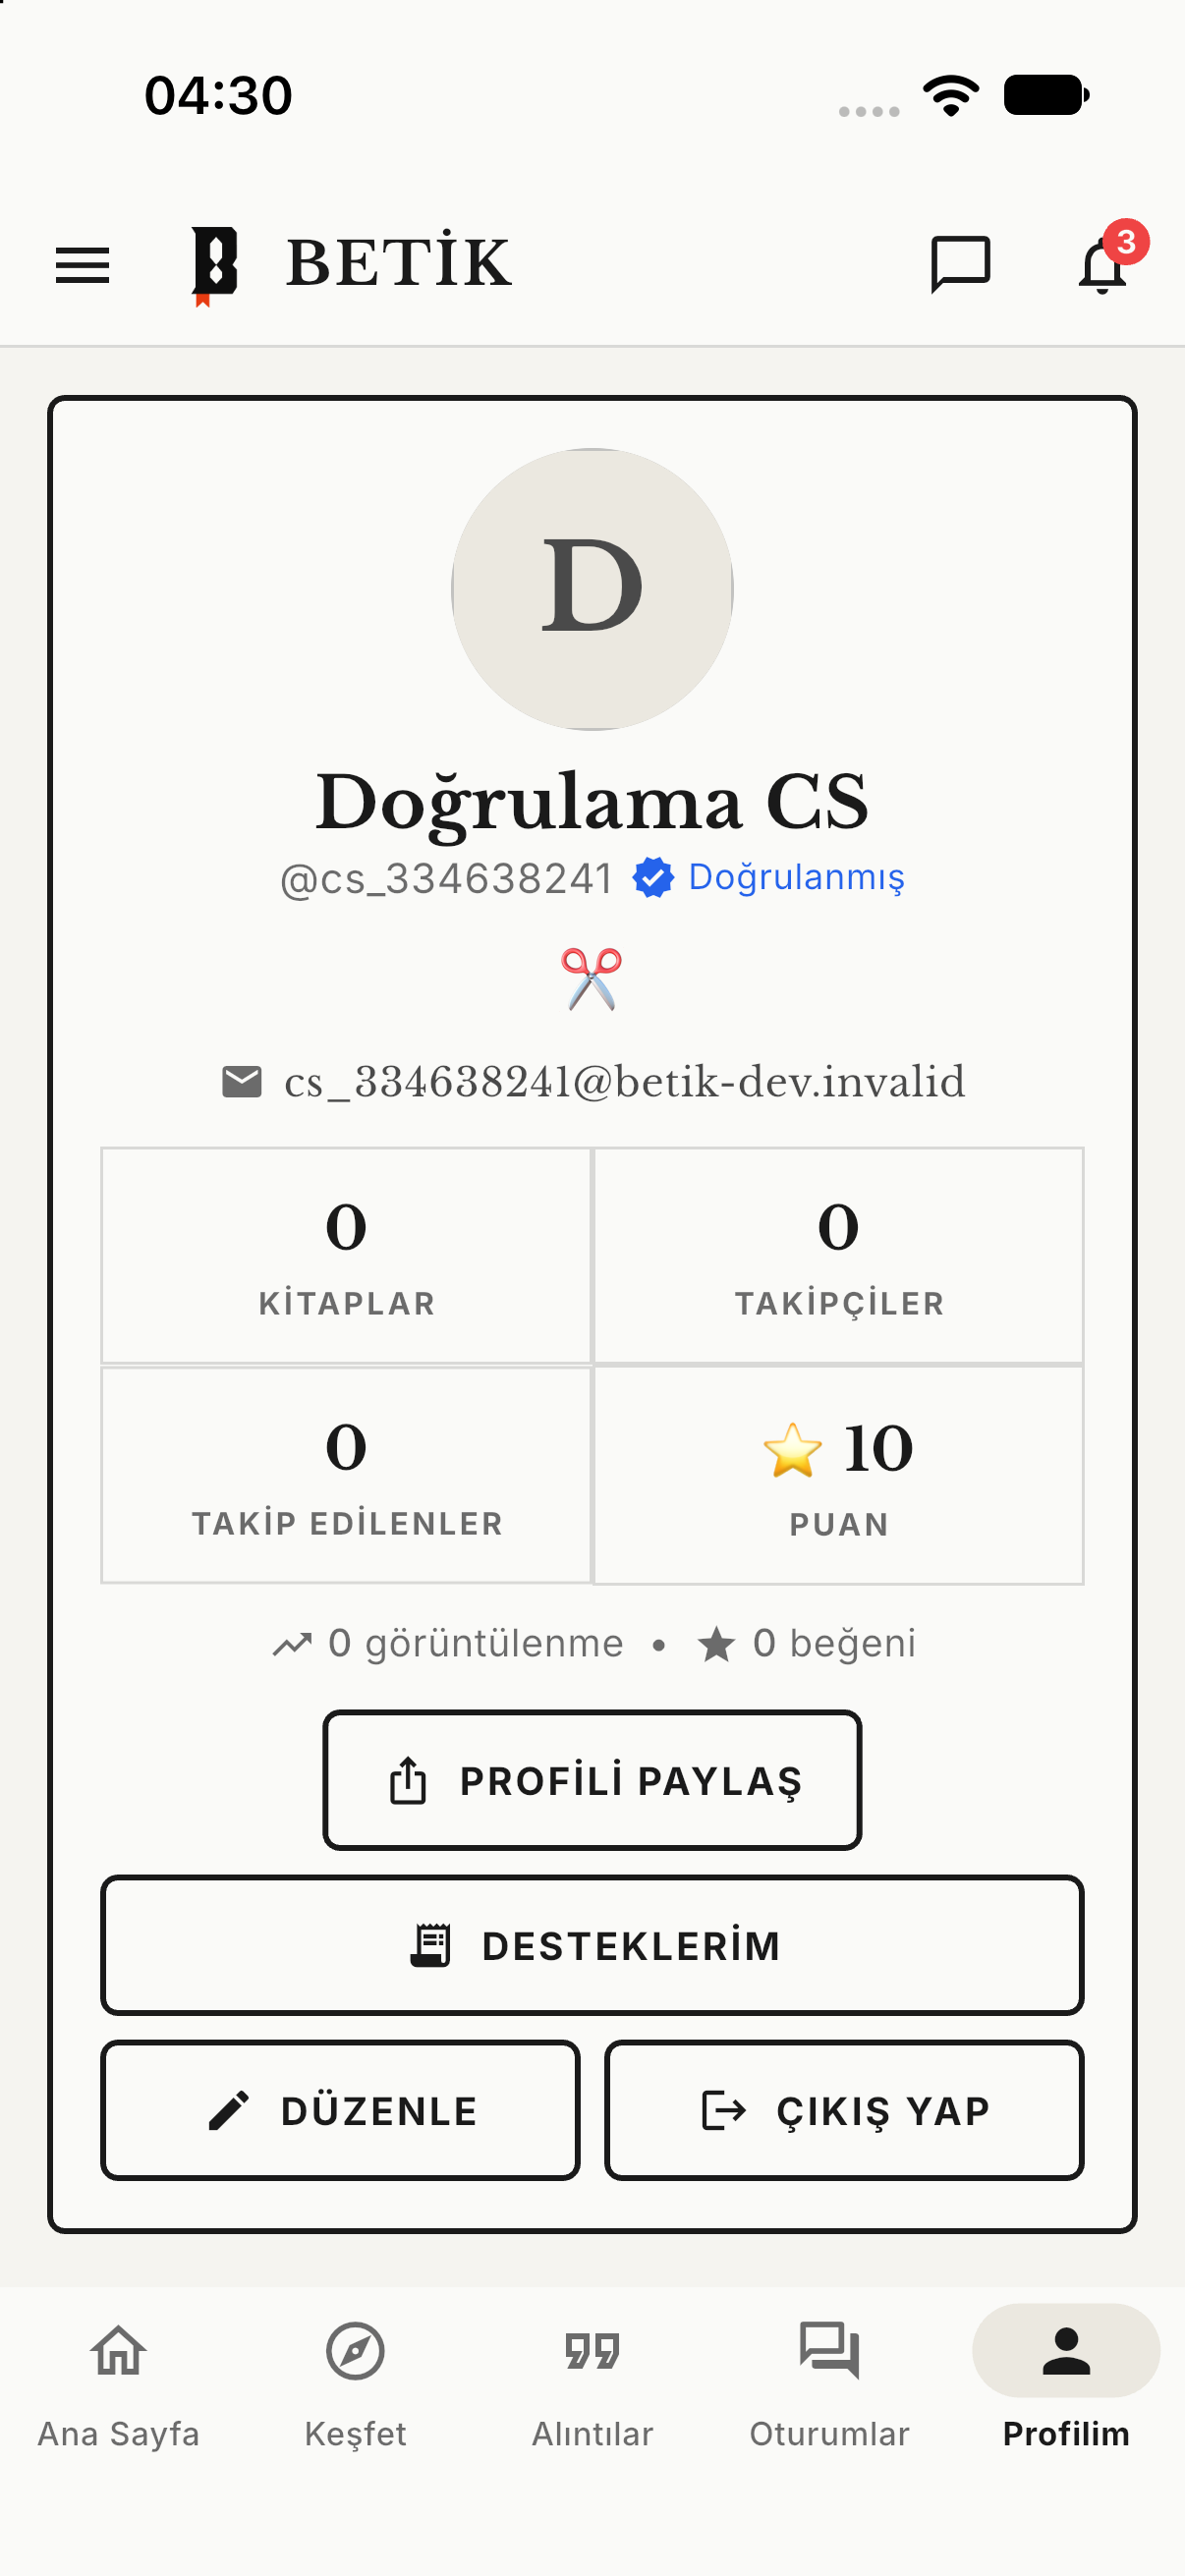 04:30
BETİK
3
D
Doğrulama CS
@cs_334638241 Doğrulanmış
cs_334638241@betik-dev.invalid
0
KİTAPLAR
0
TAKİPÇİLER
0
TAKİP EDİLENLER
10
PUAN
0 görüntülenme • 0 beğeni
PROFİLİ PAYLAŞ
DESTEKLERİM
DÜZENLE
ÇIKIŞ YAP
Ana Sayfa
Keşfet
Alıntılar
Oturumlar
Profilim